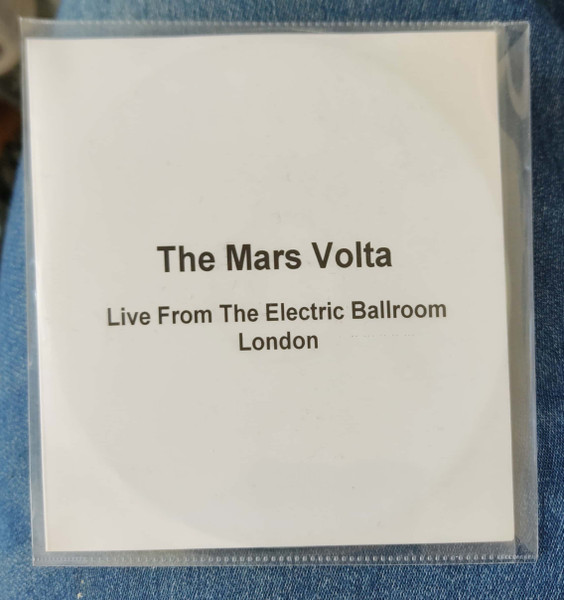 The Mars Volta
Live From The Electric Ballroom
London